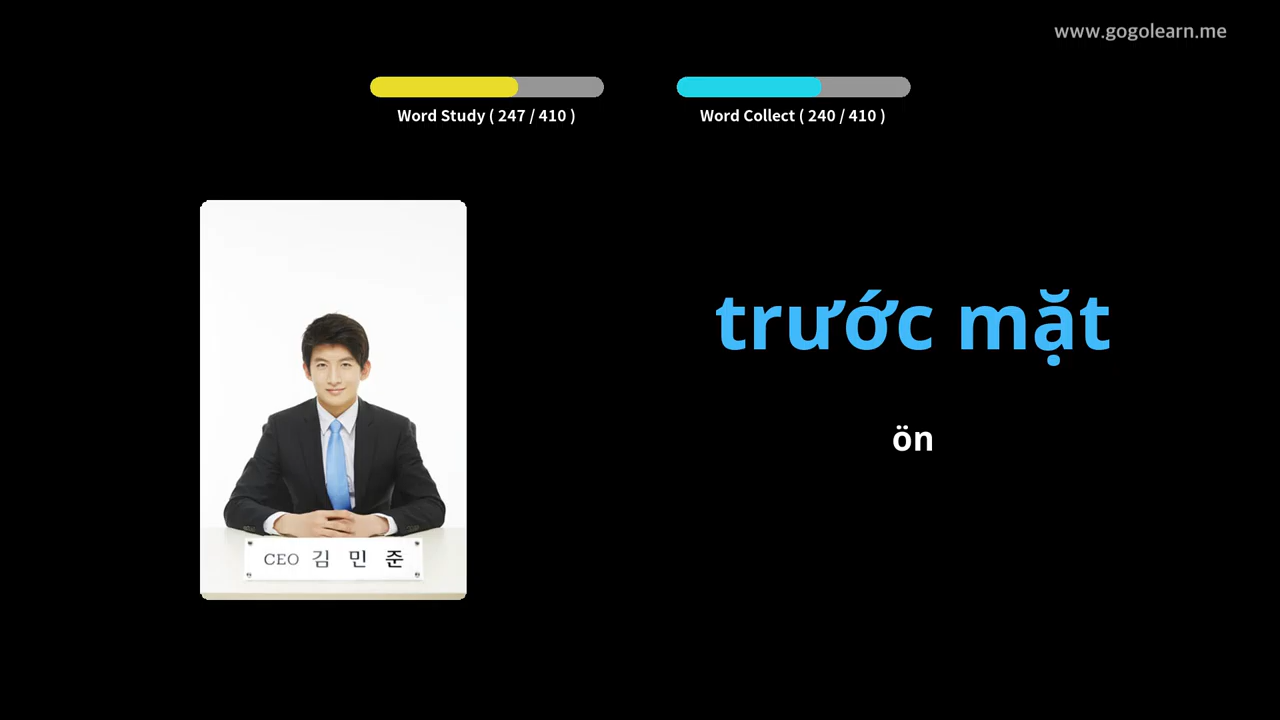 www.gogolearn.me
Word Study ( 247 / 410 )
Word Collect ( 240 / 410 )
trước mặt
ön
CEO 김 민 준